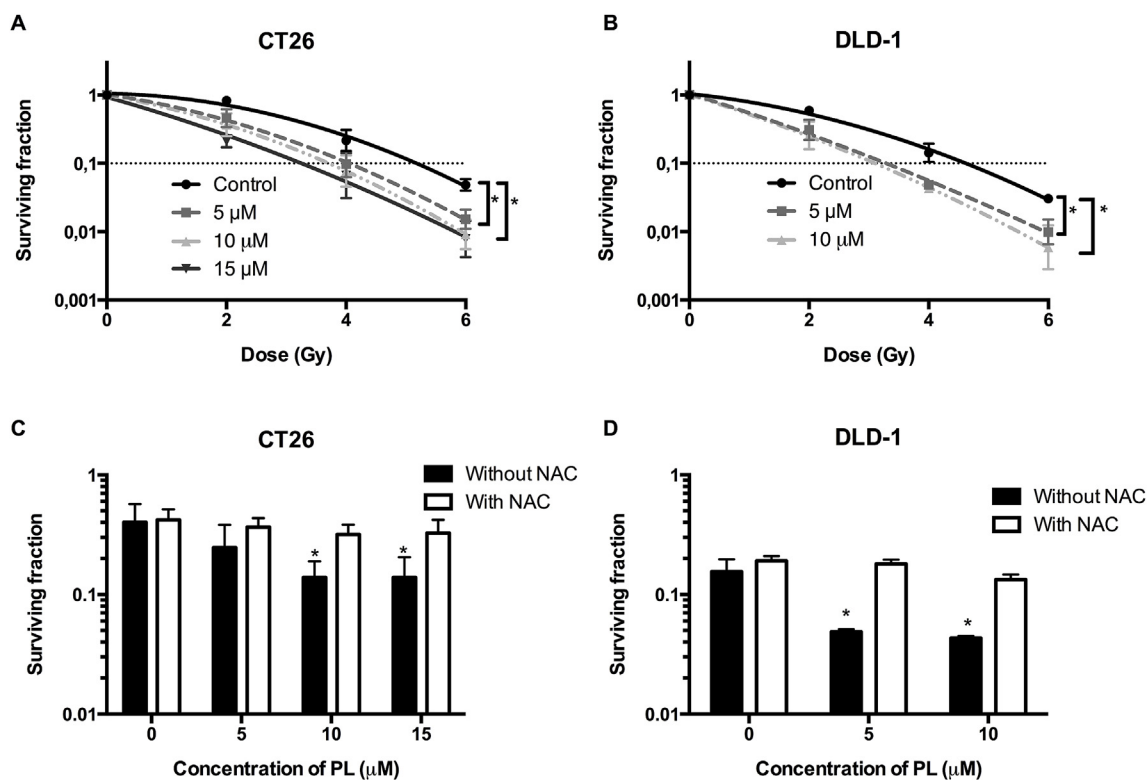 A
CT26
Surviving fraction
1
0,1
0,01
0,001
Control
5 µM
10 µM
15 µM
*
*
0
2
4
6
Dose (Gy)
B
DLD-1
Surviving fraction
1
0,1
0,01
0,001
Control
5 µM
10 µM
*
*
0
2
4
6
Dose (Gy)
C
CT26
Surviving fraction
1
0.1
0.01
Without NAC
With NAC
*
*
0
5
10
15
Concentration of PL (µM)
D
DLD-1
Surviving fraction
1
0.1
0.01
Without NAC
With NAC
*
*
0
5
10
Concentration of PL (µM)